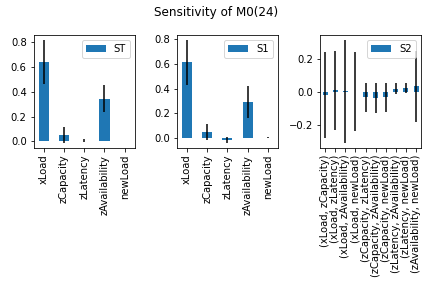 Sensitivity of M0(24)
ST
0.8
0.6
0.4
0.2
0.0
xLoad
zCapacity
zLatency
zAvailability
newLoad
S1
0.8
0.6
0.4
0.2
0.0
xLoad
zCapacity
zLatency
zAvailability
newLoad
S2
0.2
0.0
−0.2
(xLoad, zCapacity)
(xLoad, zLatency)
(xLoad, zAvailability)
(xLoad, newLoad)
(zCapacity, zLatency)
(zCapacity, zAvailability)
(zCapacity, newLoad)
(zLatency, zAvailability)
(zLatency, newLoad)
(zAvailability, newLoad)